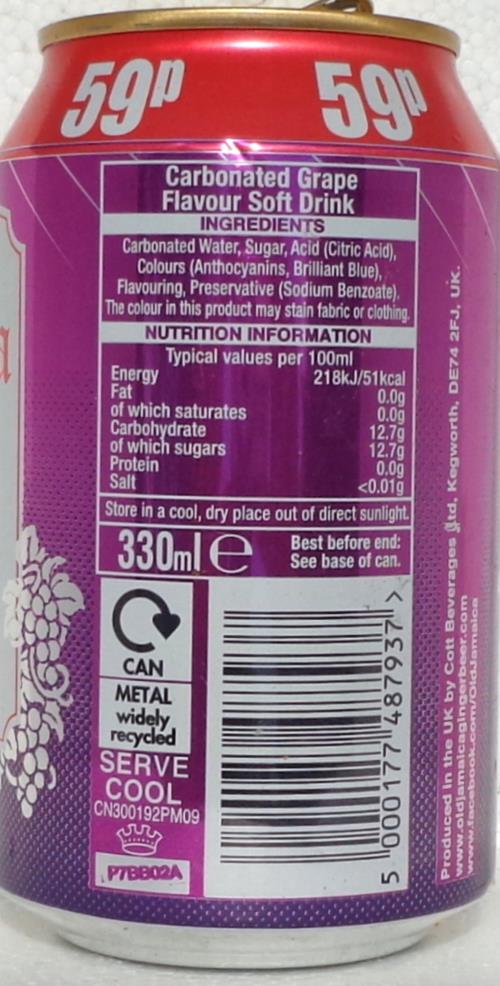 59p 59p
Carbonated Grape
Flavour Soft Drink
INGREDIENTS
Carbonated Water, Sugar, Acid (Citric Acid),
Colours (Anthocyanins, Brilliant Blue),
Flavouring, Preservative (Sodium Benzoate).
The colour in this product may stain fabric or clothing.
NUTRITION INFORMATION
Typical values per 100ml
Energy 218kJ/51kcal
Fat 0.0g
of which saturates 0.0g
Carbohydrate 12.7g
of which sugars 12.7g
Protein 0.0g
Salt <0.01g
Store in a cool, dry place out of direct sunlight.
330ml e Best before end:
See base of can.
CAN
METAL
widely
recycled
SERVE
COOL
CN300192PM09
P7BB02A
5 000177 487937 >
Produced in the UK by Cott Beverages Ltd, Kegworth, DE74 2FJ, UK.
www.oldjamaicagingerbeer.com
www.facebook.com/OldJamaica